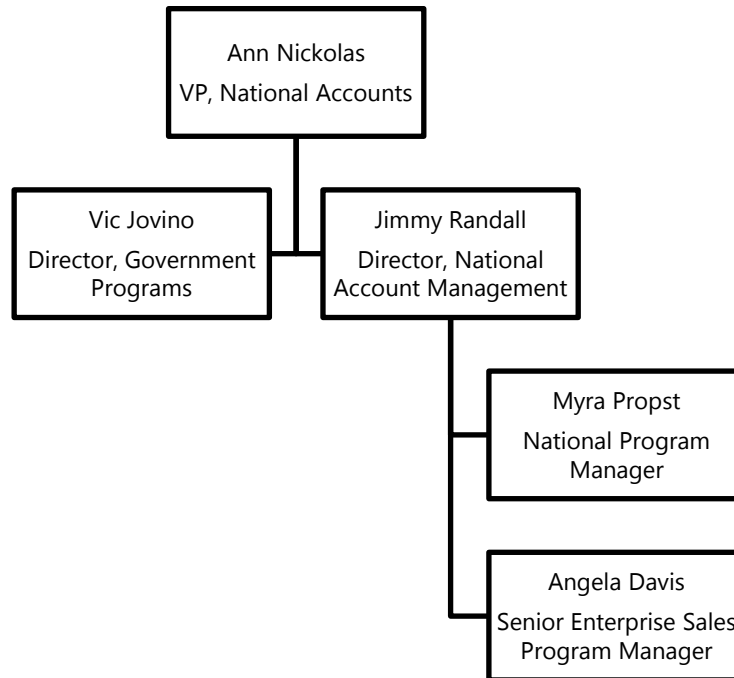 Ann Nickolas
VP, National Accounts
Vic Jovino
Director, Government
Programs
Jimmy Randall
Director, National
Account Management
Myra Propst
National Program
Manager
Angela Davis
Senior Enterprise Sales
Program Manager